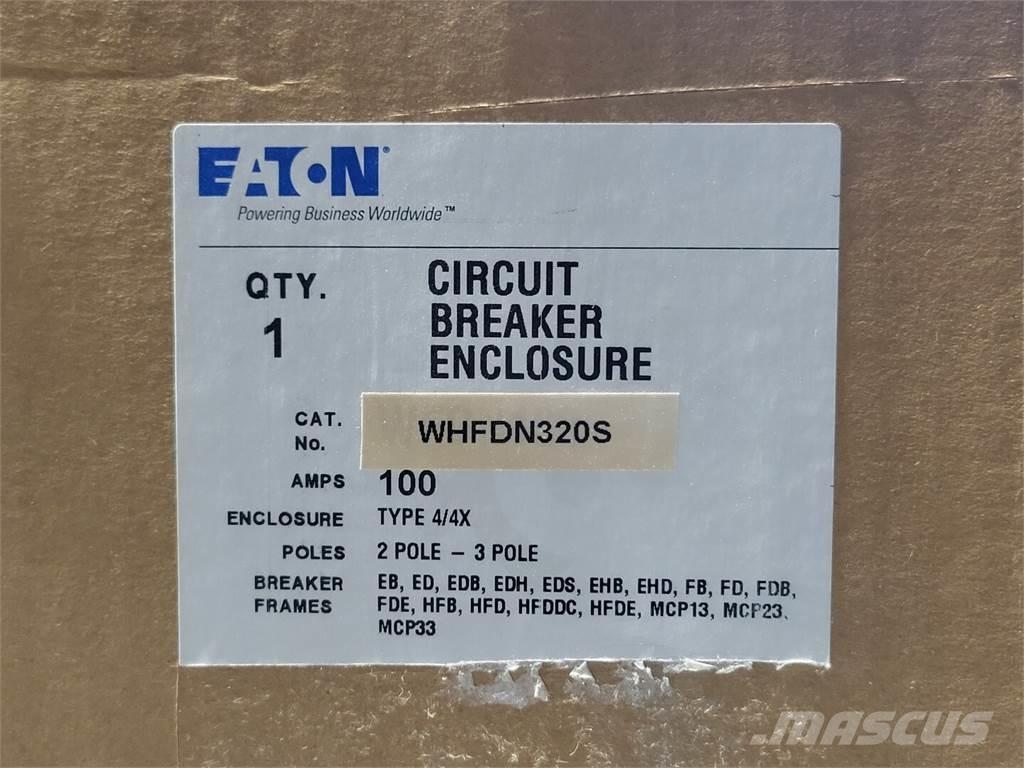 EATON®
Powering Business Worldwide™
QTY.
1
CIRCUIT
BREAKER
ENCLOSURE
CAT.
No.
WHFDN320S
AMPS 100
ENCLOSURE TYPE 4/4X
POLES 2 POLE – 3 POLE
BREAKER EB, ED, EDB, EDH, EDS, EHB, EHD, FB, FD, FDB,
FRAMES FDE, HFB, HFD, HFDDC, HFDE, MCP13, MCP23,
MCP33
MASCUS